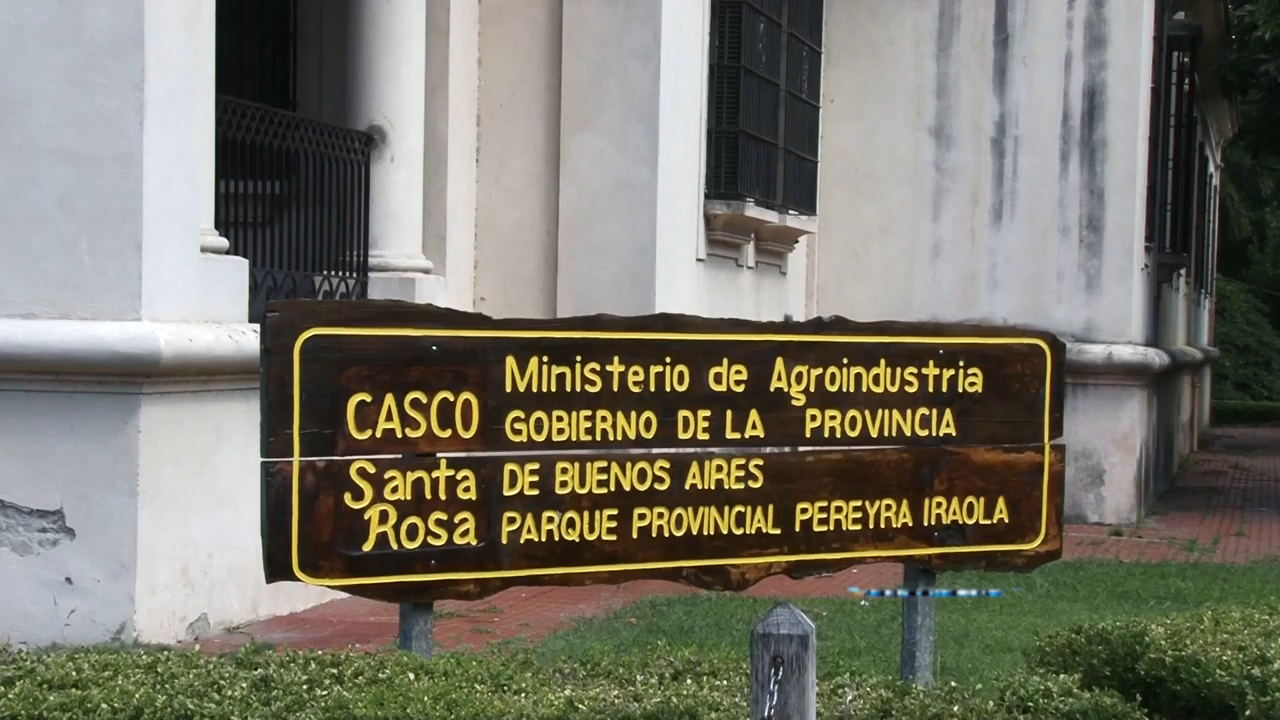 CASCO
Santa
Rosa
Ministerio de Agroindustria
GOBIERNO DE LA PROVINCIA
DE BUENOS AIRES
PARQUE PROVINCIAL PEREYRA IRAOLA